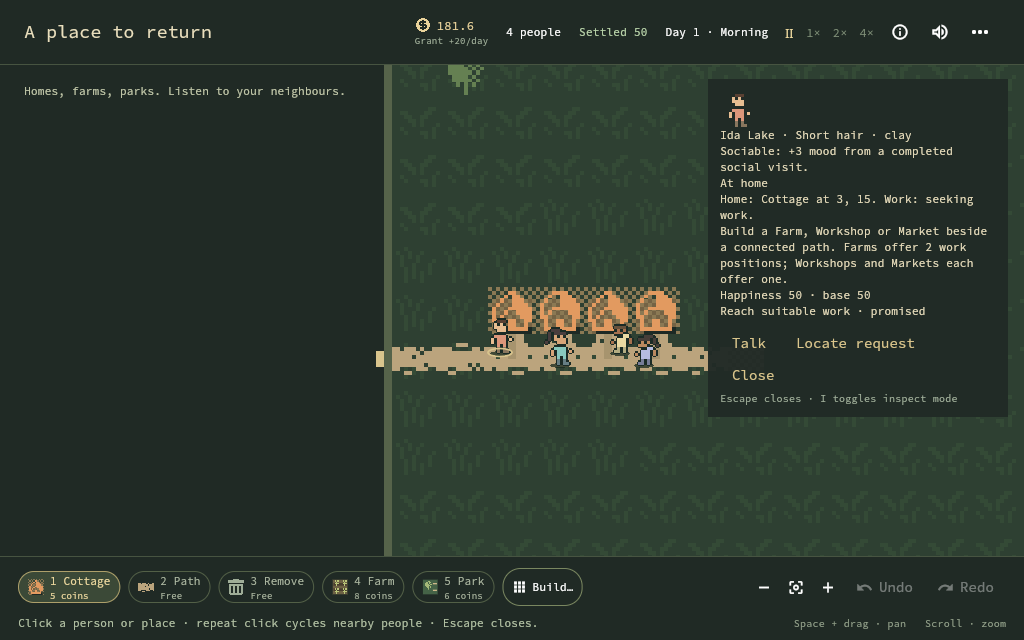 A place to return
181.6
Grant +20/day
4 people
Settled 50
Day 1 · Morning
1×
2×
4×
Homes, farms, parks. Listen to your neighbours.
Ida Lake · Short hair · clay
Sociable: +3 mood from a completed
social visit.
At home
Home: Cottage at 3, 15. Work: seeking
work.
Build a Farm, Workshop or Market beside
a connected path. Farms offer 2 work
positions; Workshops and Markets each
offer one.
Happiness 50 · base 50
Reach suitable work · promised
Talk
Locate request
Close
Escape closes · I toggles inspect mode
1 Cottage
5 coins
2 Path
Free
3 Remove
Free
4 Farm
8 coins
5 Park
6 coins
Build…
Undo
Redo
Click a person or place · repeat click cycles nearby people · Escape closes.
Space + drag · pan
Scroll · zoom